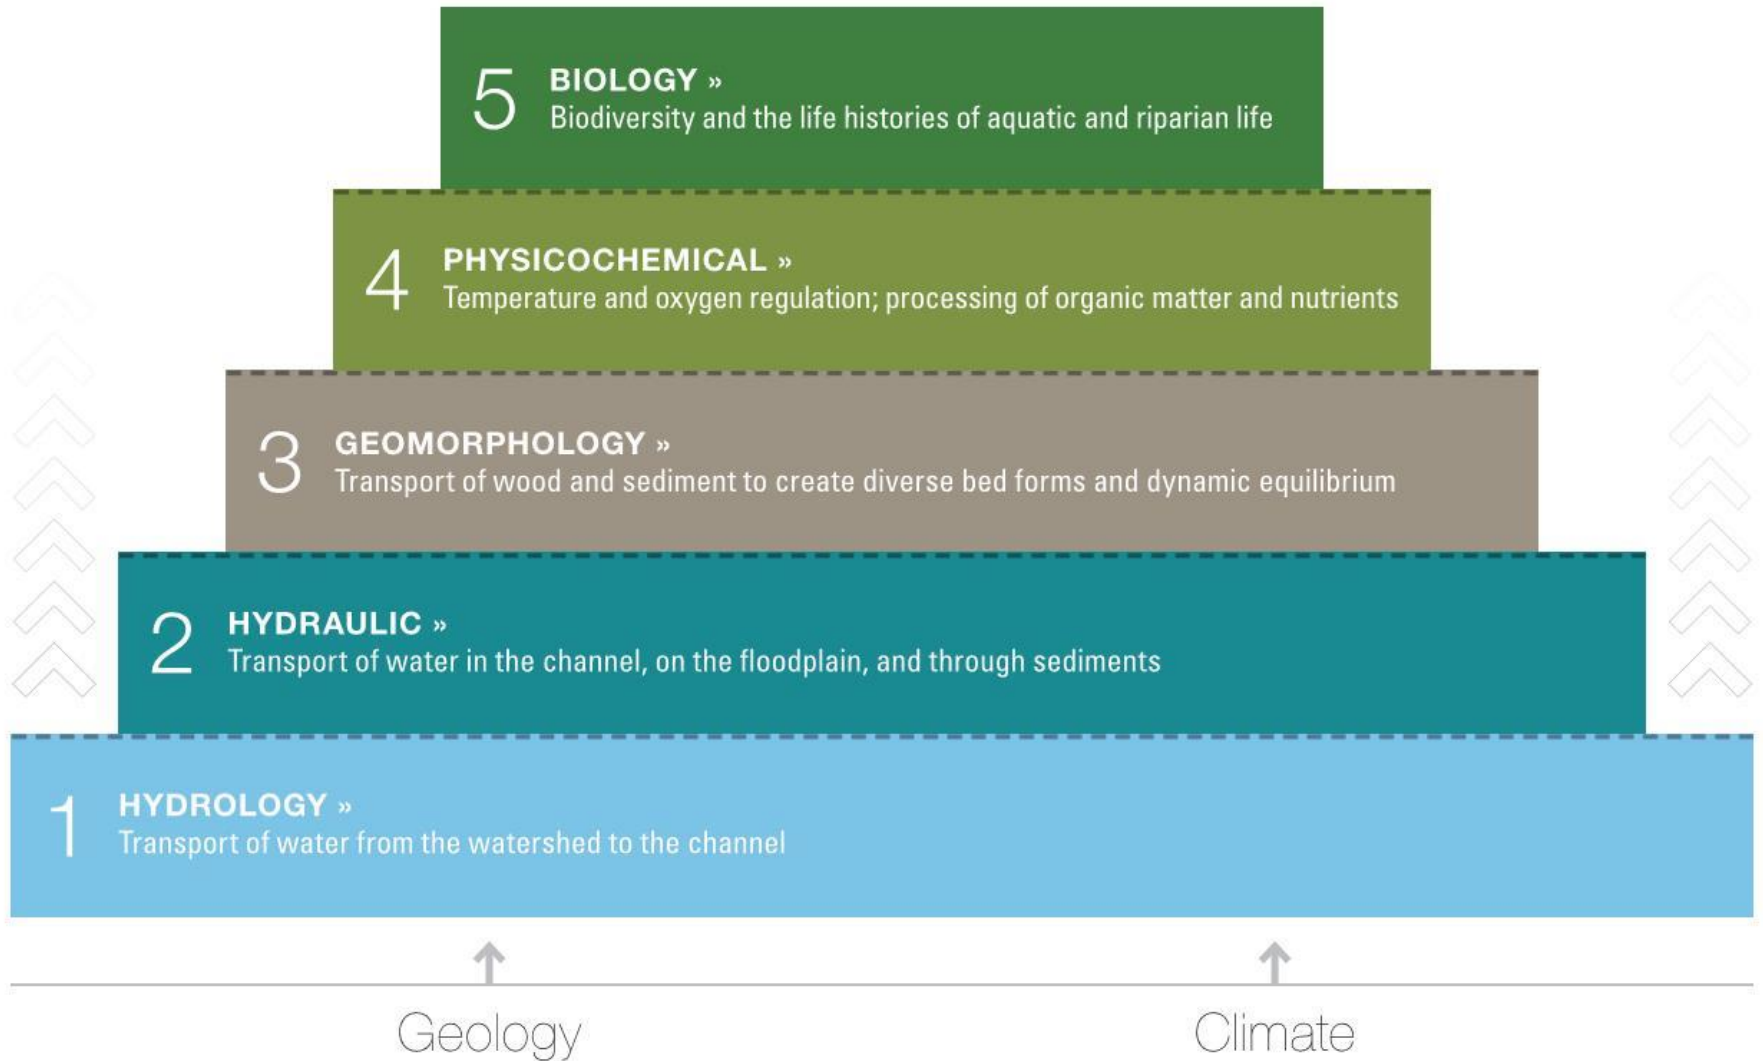 5
BIOLOGY »
Biodiversity and the life histories of aquatic and riparian life
4
PHYSICOCHEMICAL »
Temperature and oxygen regulation; processing of organic matter and nutrients
3
GEOMORPHOLOGY »
Transport of wood and sediment to create diverse bed forms and dynamic equilibrium
2
HYDRAULIC »
Transport of water in the channel, on the floodplain, and through sediments
1
HYDROLOGY »
Transport of water from the watershed to the channel
Geology
Climate